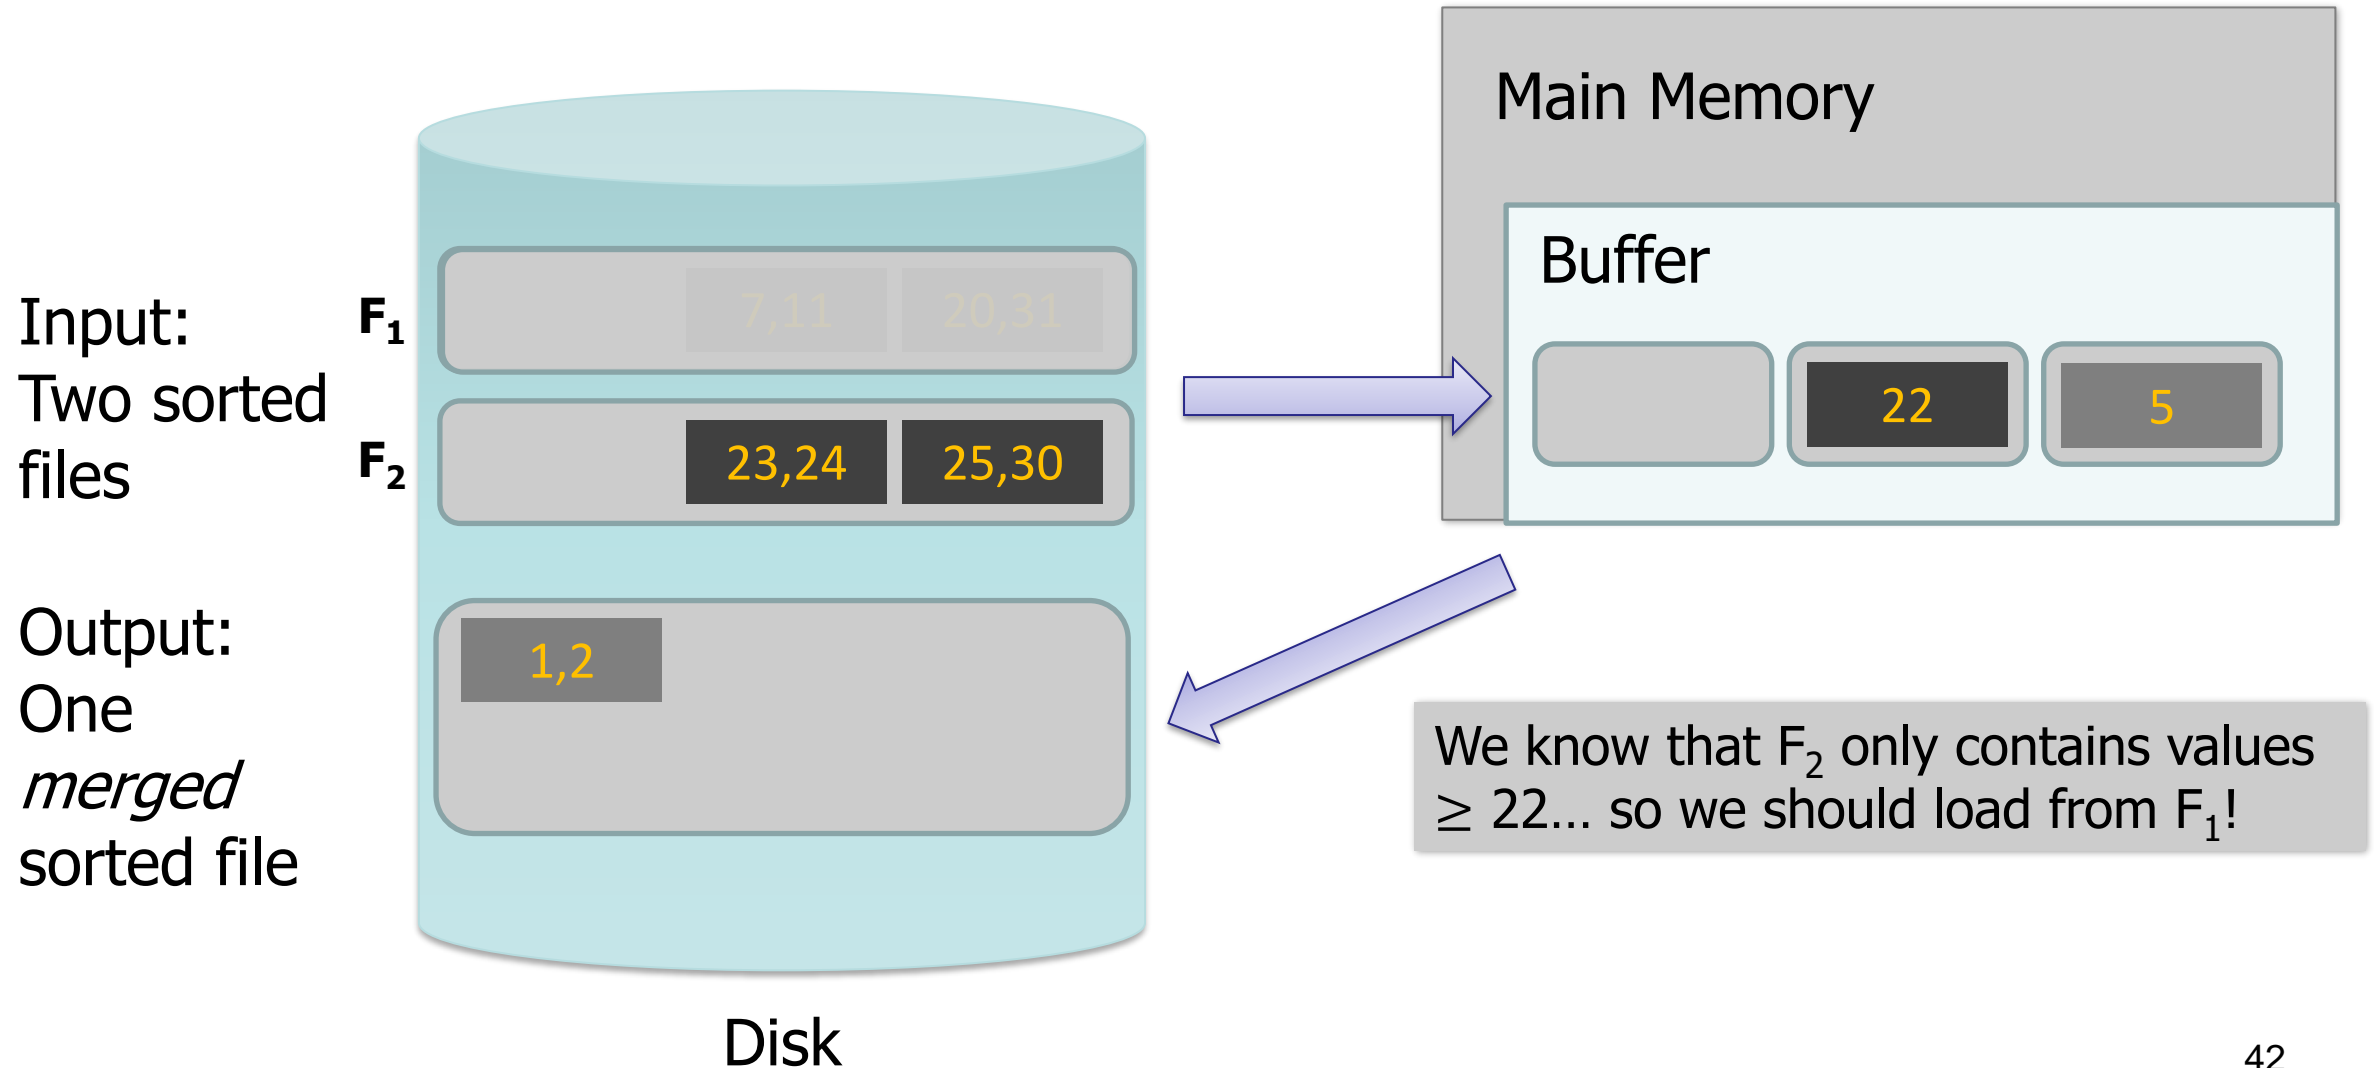 Main Memory
Buffer
Input:
Two sorted
files
F₁
7,11 20,31
F₂
23,24 25,30
22 5
Output:
One
merged
sorted file
1,2
We know that F₂ only contains values
≥ 22... so we should load from F₁!
Disk
42